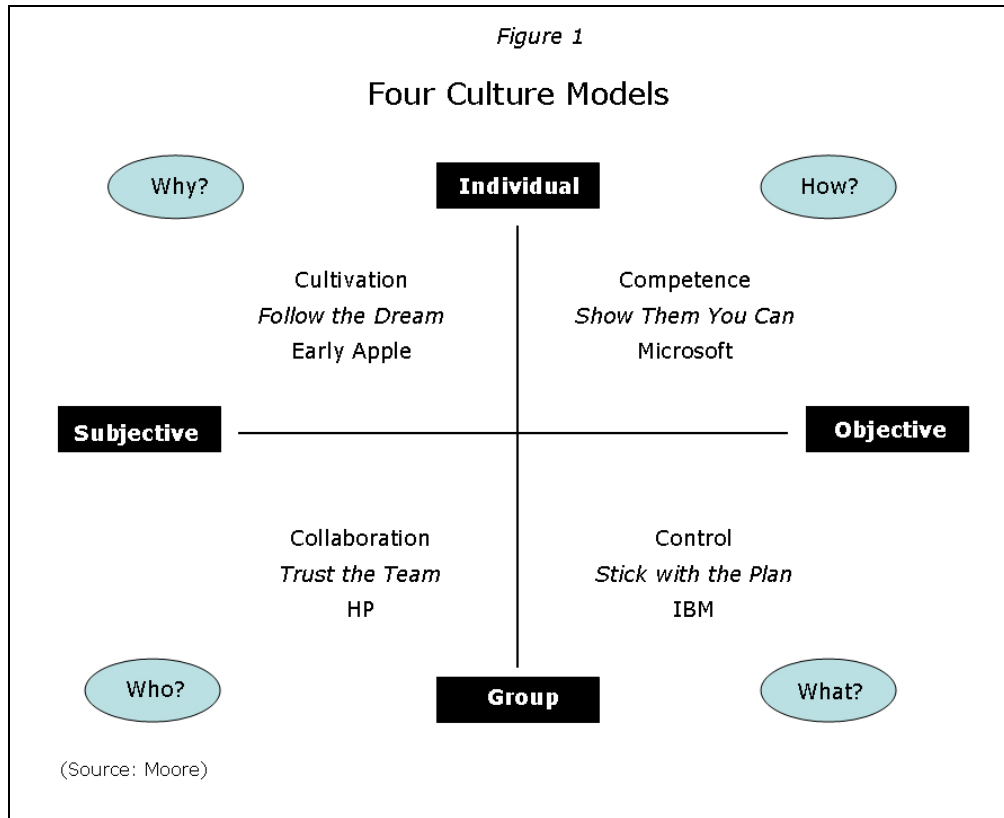 Figure 1
Four Culture Models
Why?
Individual
How?
Cultivation
Follow the Dream
Early Apple
Competence
Show Them You Can
Microsoft
Subjective
Objective
Collaboration
Trust the Team
HP
Control
Stick with the Plan
IBM
Who?
Group
What?
(Source: Moore)